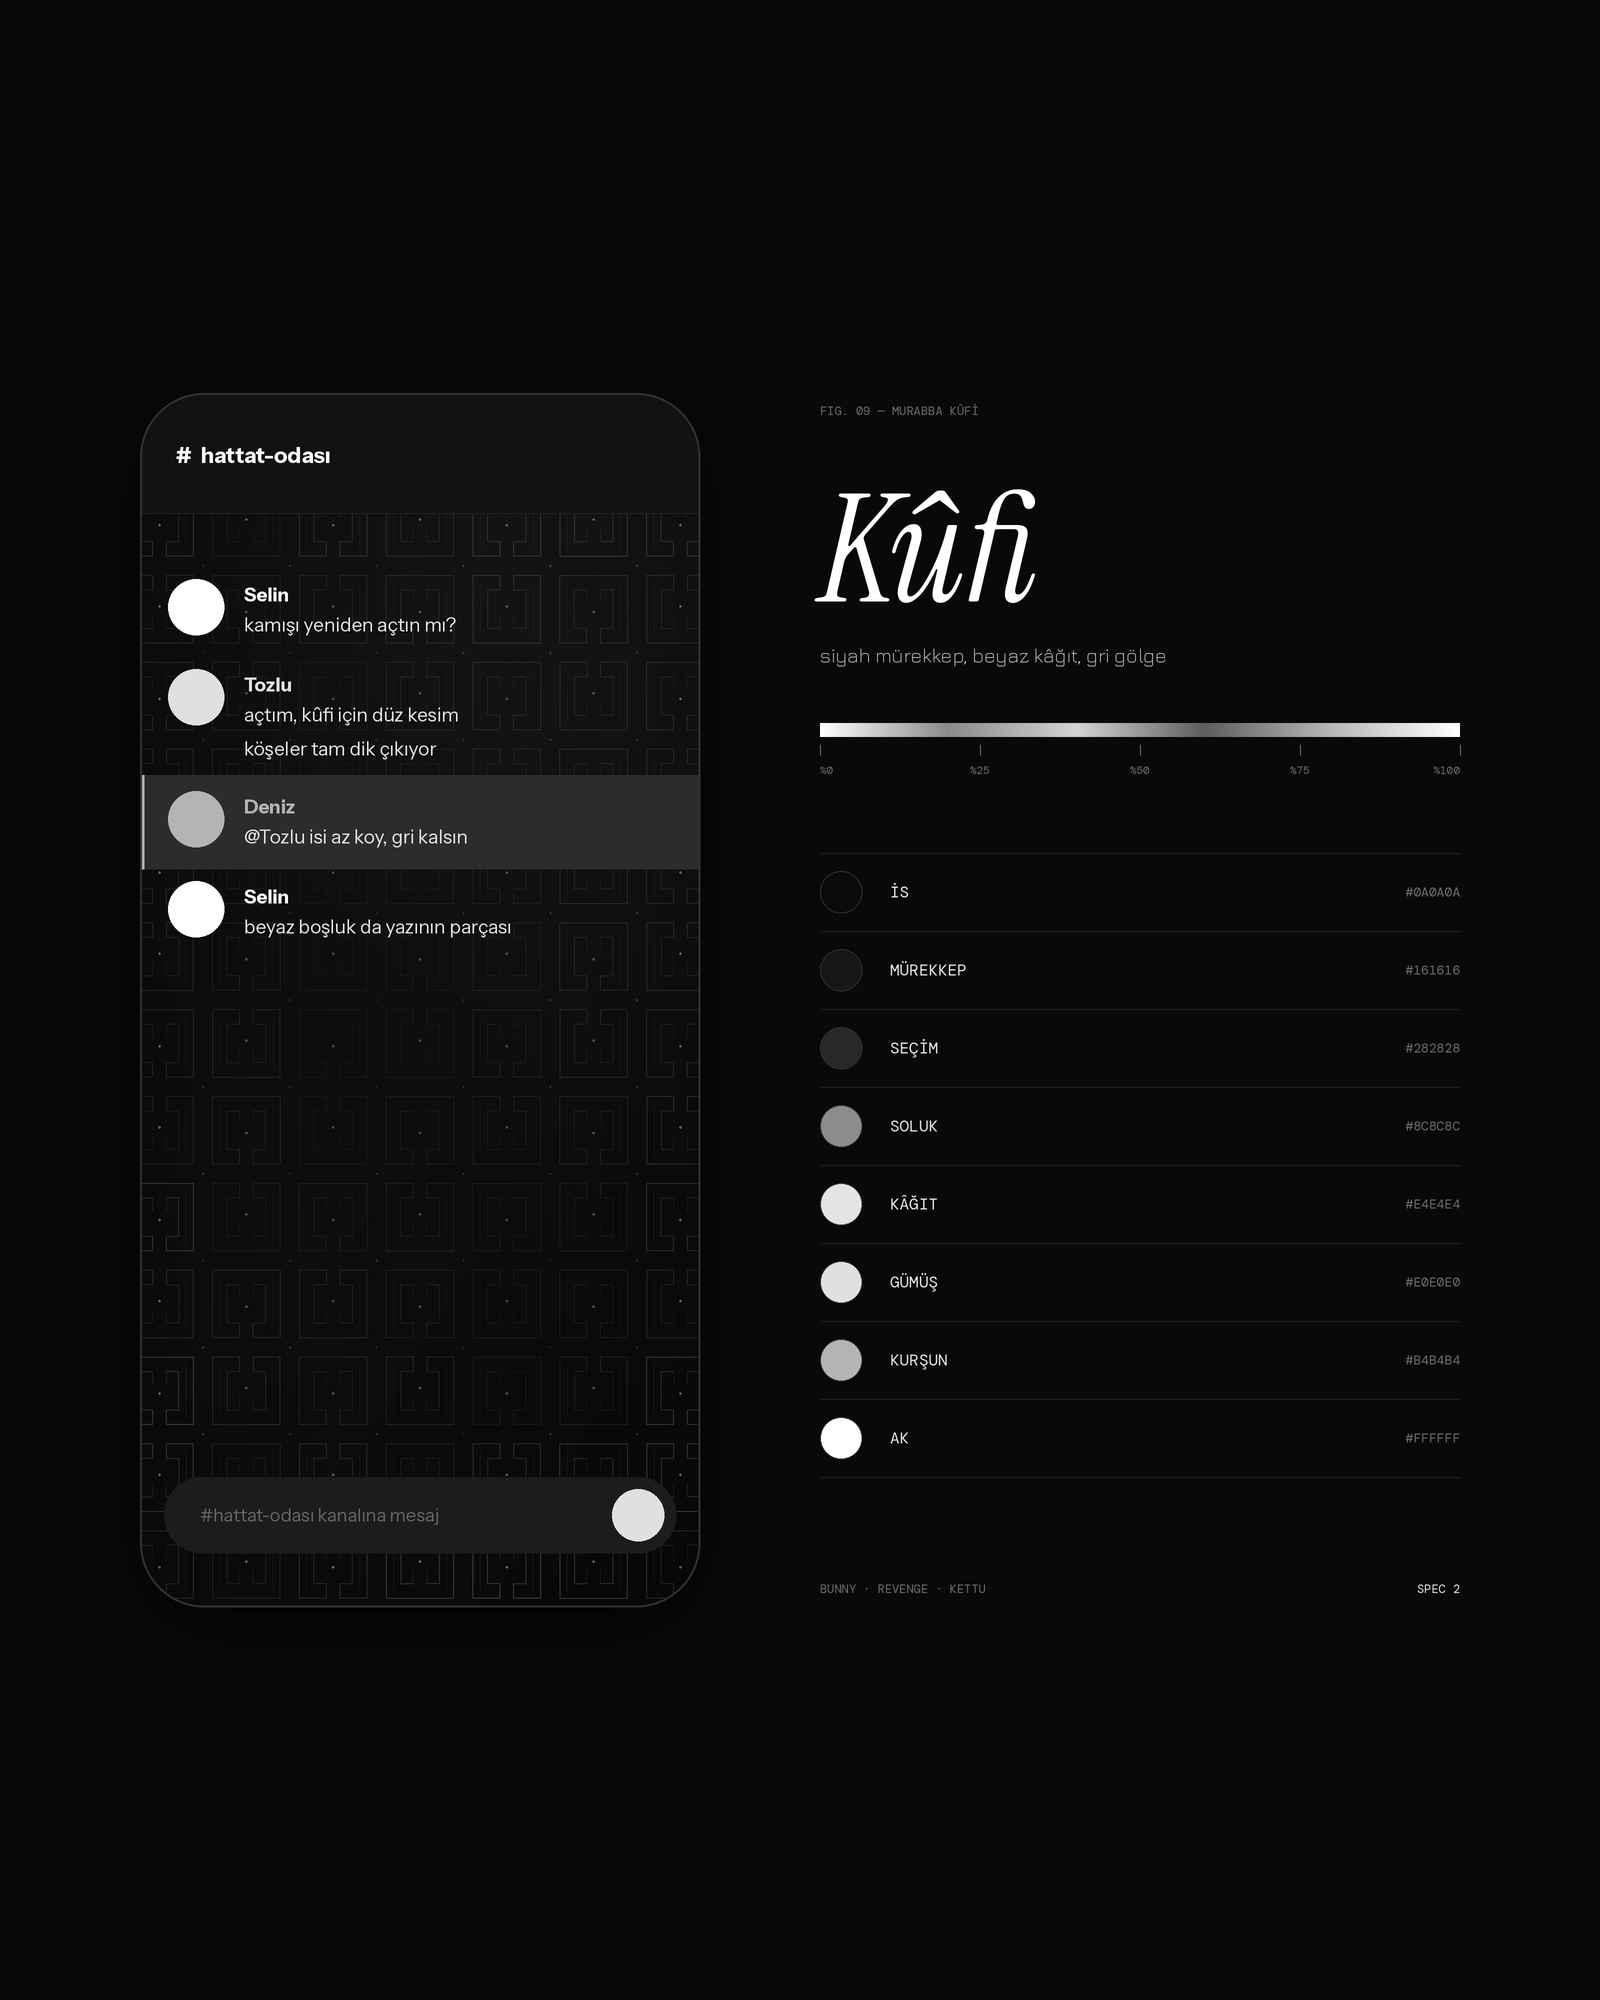 # hattat-odası
Selin
kamışı yeniden açtın mı?
Tozlu
açtım, kûfi için düz kesim
köşeler tam dik çıkıyor
Deniz
@Tozlu isi az koy, gri kalsın
Selin
beyaz boşluk da yazının parçası
#hattat-odası kanalına mesaj
FIG. 09 — MURABBA KÛFİ
Kûfi
siyah mürekkep, beyaz kâğıt, gri gölge
%0 %25 %50 %75 %100
İS #0A0A0A
MÜREKKEP #161616
SEÇİM #282828
SOLUK #8C8C8C
KÂĞIT #E4E4E4
GÜMÜŞ #E0E0E0
KURŞUN #B4B4B4
AK #FFFFFF
BUNNY · REVENGE · KETTU SPEC 2